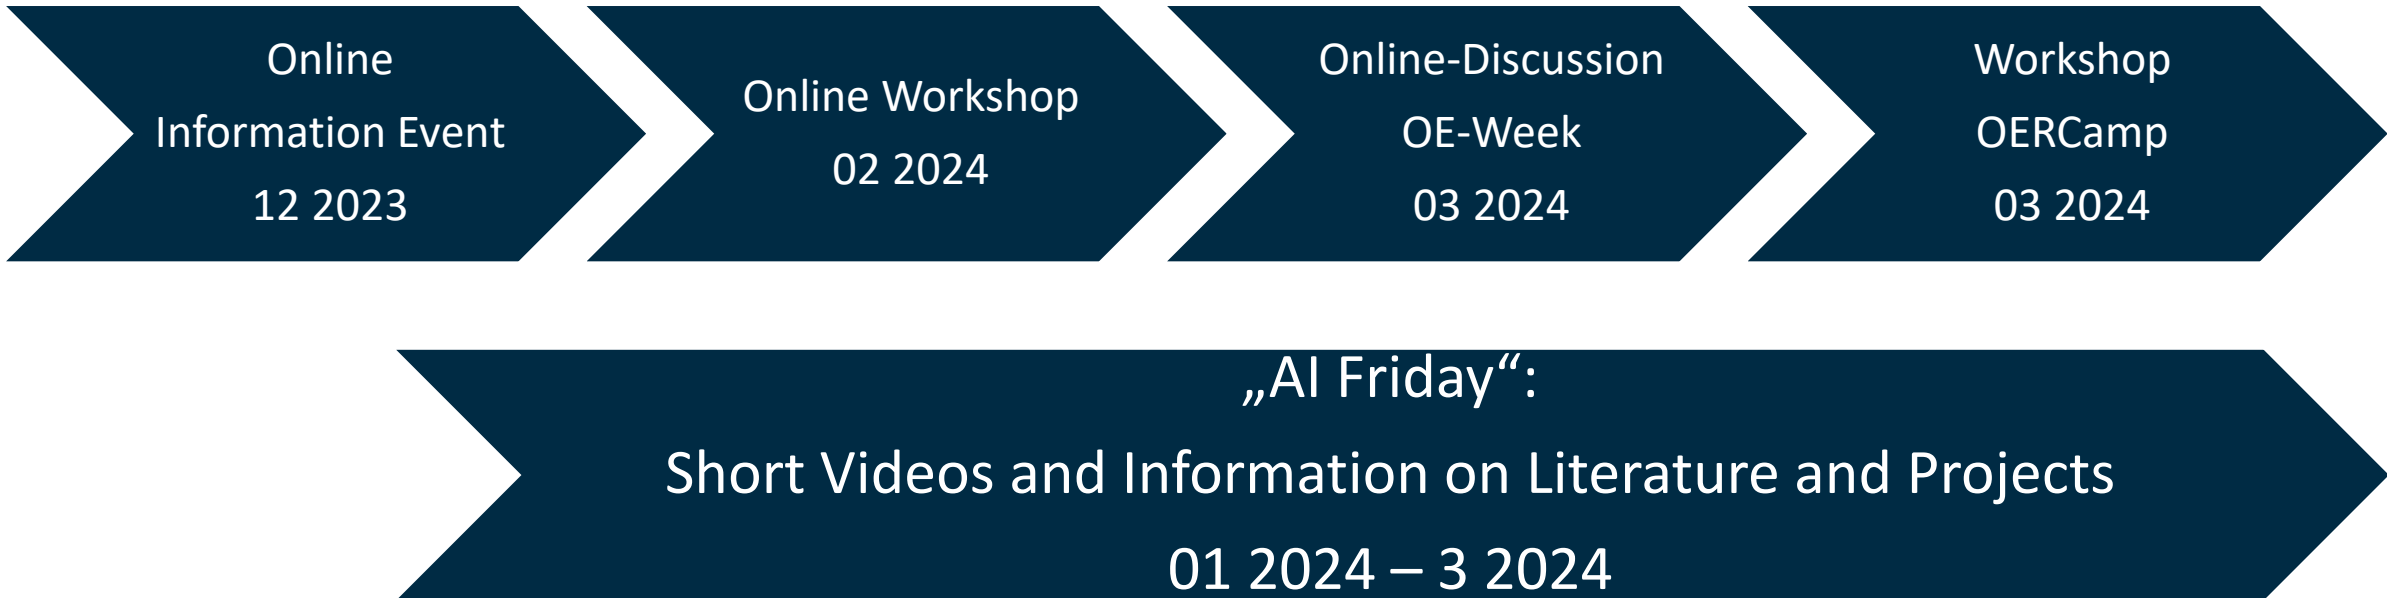 Online
Information Event
12 2023
Online Workshop
02 2024
Online-Discussion
OE-Week
03 2024
Workshop
OERCamp
03 2024
„AI Friday“:
Short Videos and Information on Literature and Projects
01 2024 – 3 2024